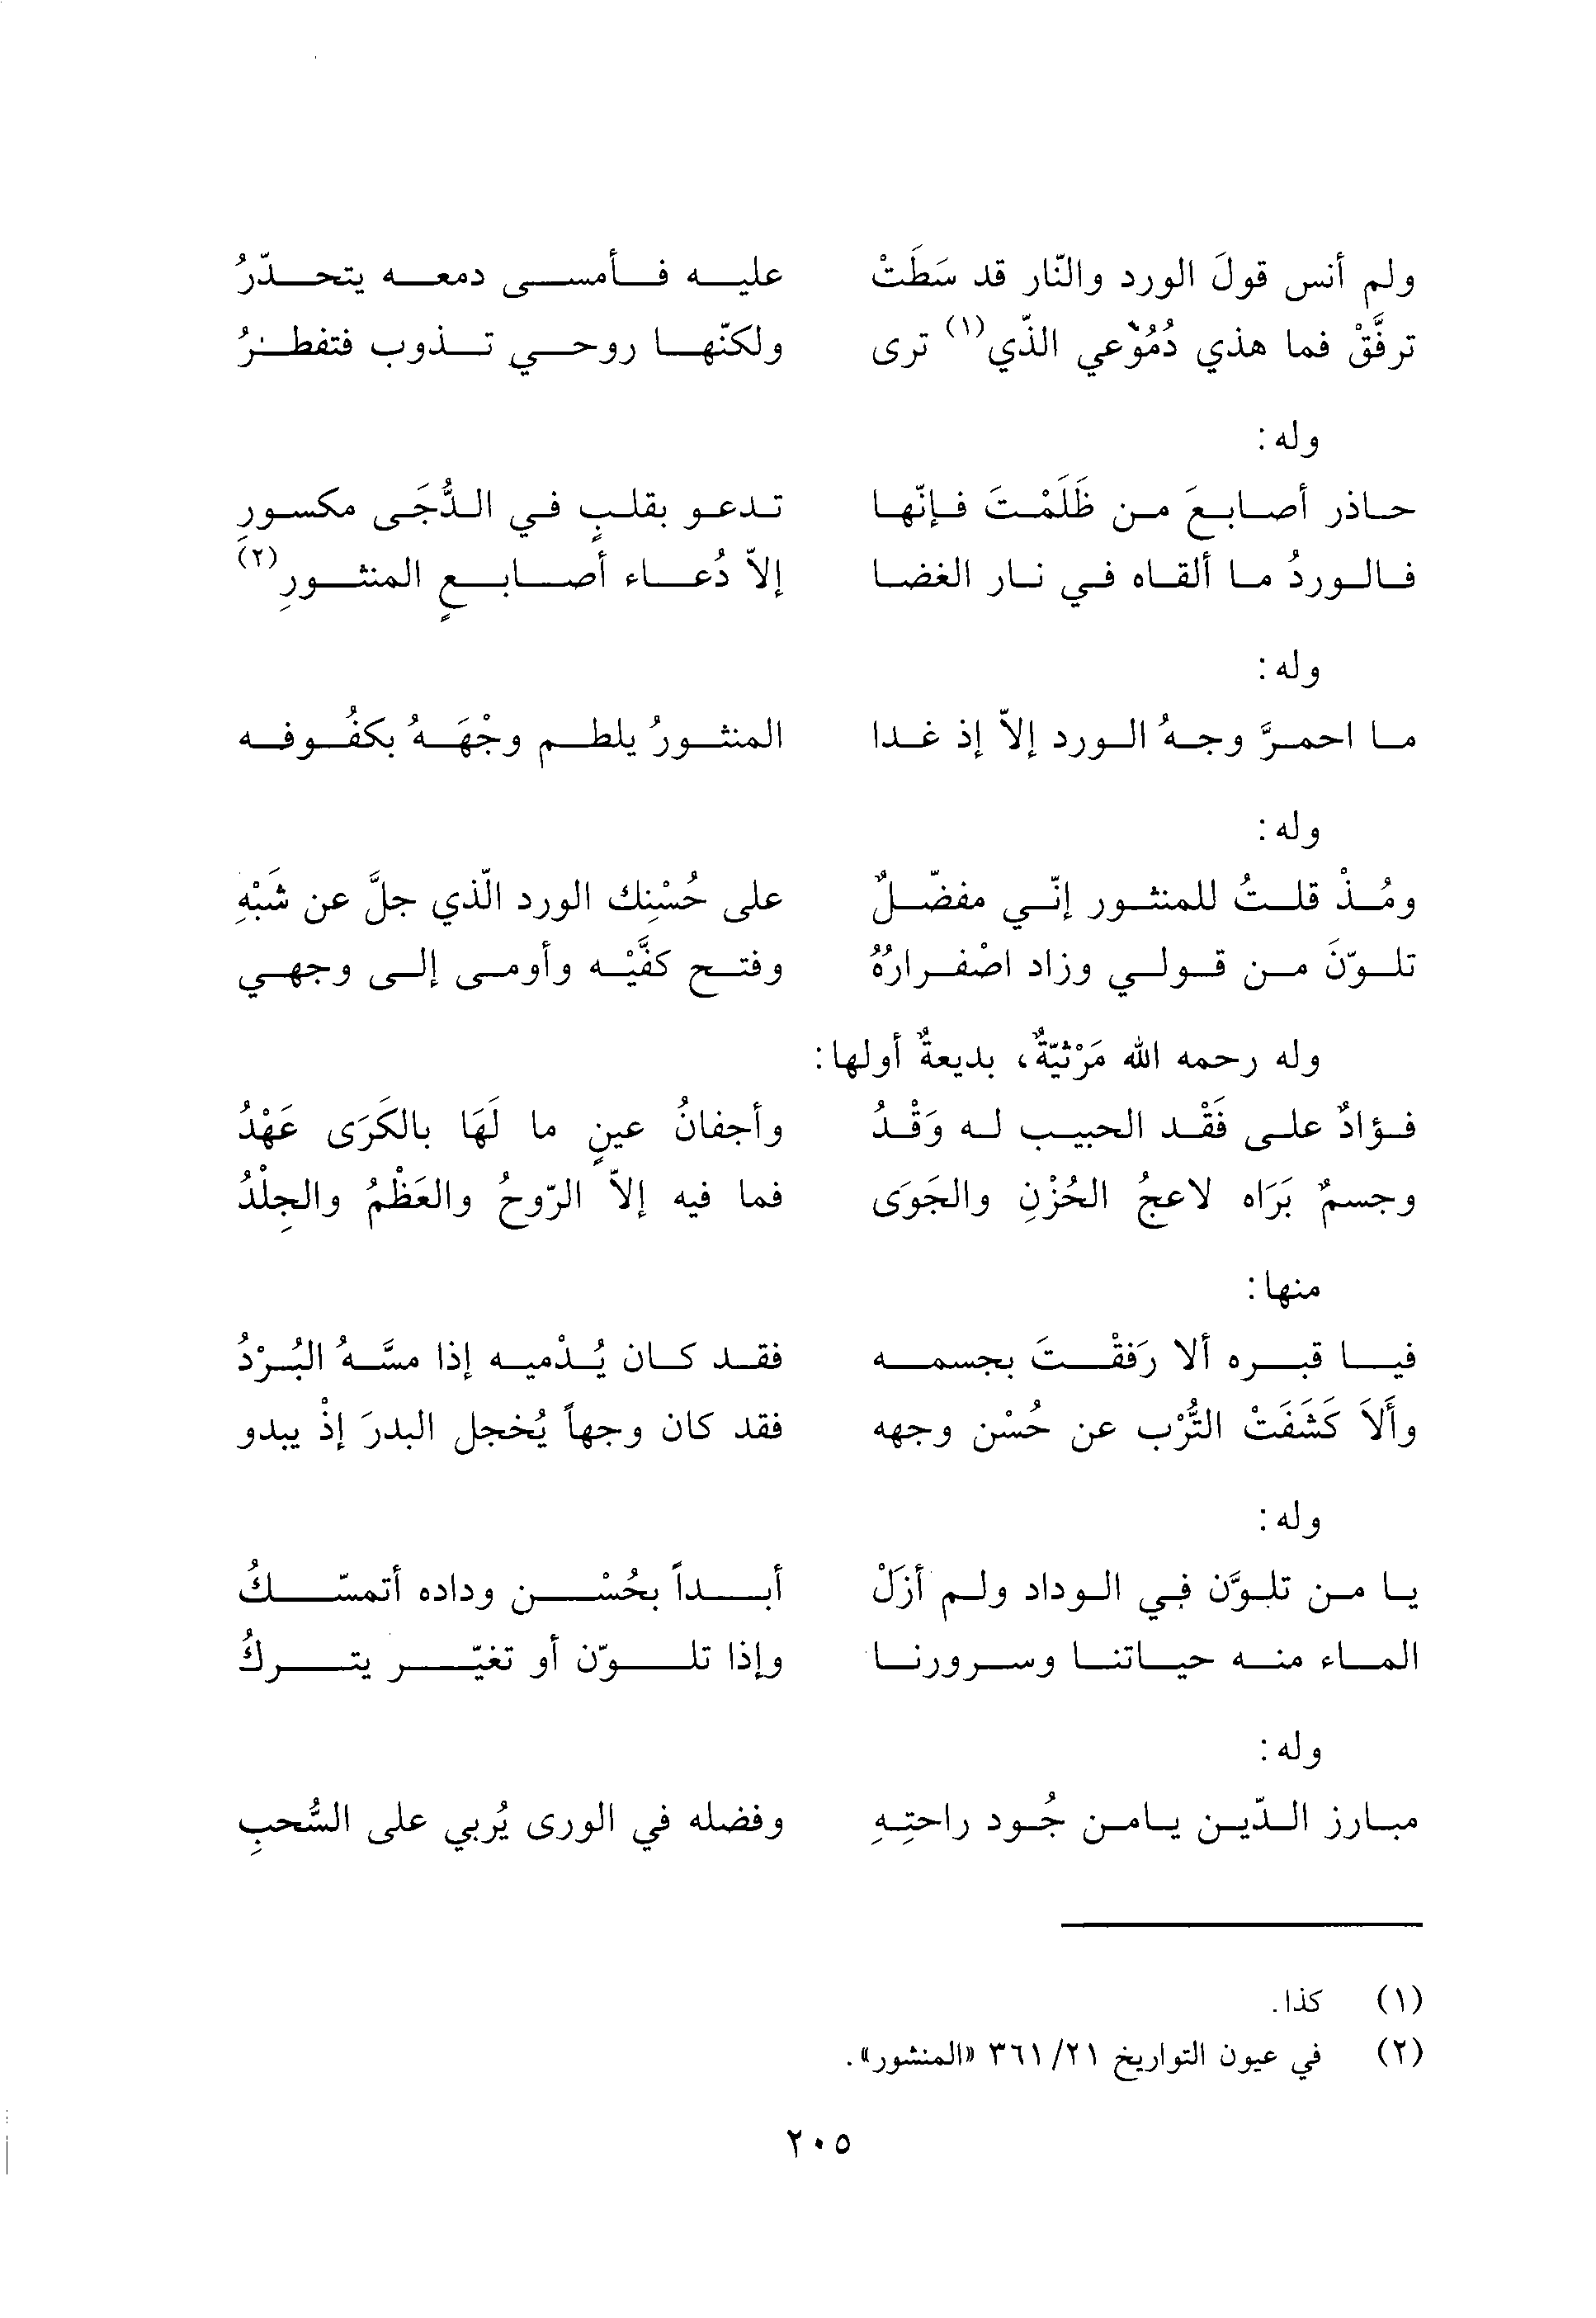 ولم أنس قولَ الورد والنّار قد سَطَتْ عليه فأمسى دمعه يتحدّرُ
ترفَّقْ فما هذي دُمُوْعي الذّي(١) ترى ولكنّها روحي تذوب فتفطرُ
وله:
حاذر أصابعَ من ظَلَمْتَ فإنّها تدعو بقلبٍ في الدُّجَى مكسورِ
فالوردُ ما ألقاه في نار الغضا إلاّ دُعاء أصابعٍ المنثورِ(٢)
وله:
ما احمرَّ وجهُ الورد إلاّ إذ غدا المنثورُ يلطم وجْهَهُ بكفُوفه
وله:
ومُذْ قلتُ للمنثور إنّي مفضّلٌ على حُسْنِك الورد الّذي جلَّ عن شَبْهِ
تلوّنَ من قولي وزاد اصْفرارُهُ وفتح كفَّيْه وأومى إلى وجهي
وله رحمه الله مَرْثيّةٌ، بديعةٌ أولها:
فؤادٌ على فَقْد الحبيب له وَقْدُ وأجفانُ عينٍ ما لَهَا بالكَرَى عَهْدُ
وجسمٌ بَرَاه لاعجُ الحُزْنِ والجَوَى فما فيه إلاّ الرّوحُ والعَظْمُ والجِلْدُ
منها:
فيا قبره ألا رَفقْتَ بجسمه فقد كان يُدْميه إذا مسَّهُ البُرْدُ
وأَلاَ كَشَفَتْ التُّرْب عن حُسْن وجهه فقد كان وجهاً يُخجل البدرَ إذْ يبدو
وله:
يا من تلوَّن في الوداد ولم أزلْ أبداً بحُسْن وداده أتمسّكُ
الماء منه حياتنا وسرورنا وإذا تلوّن أو تغيّر يتركُ
وله:
مبارز الدّين يامن جُود راحتِهِ وفضله في الورى يُربي على السُّحبِ
(١) كذا.
(٢) في عيون التواريخ ٢١/ ٣٦١ «المنشور».
٢٠٥